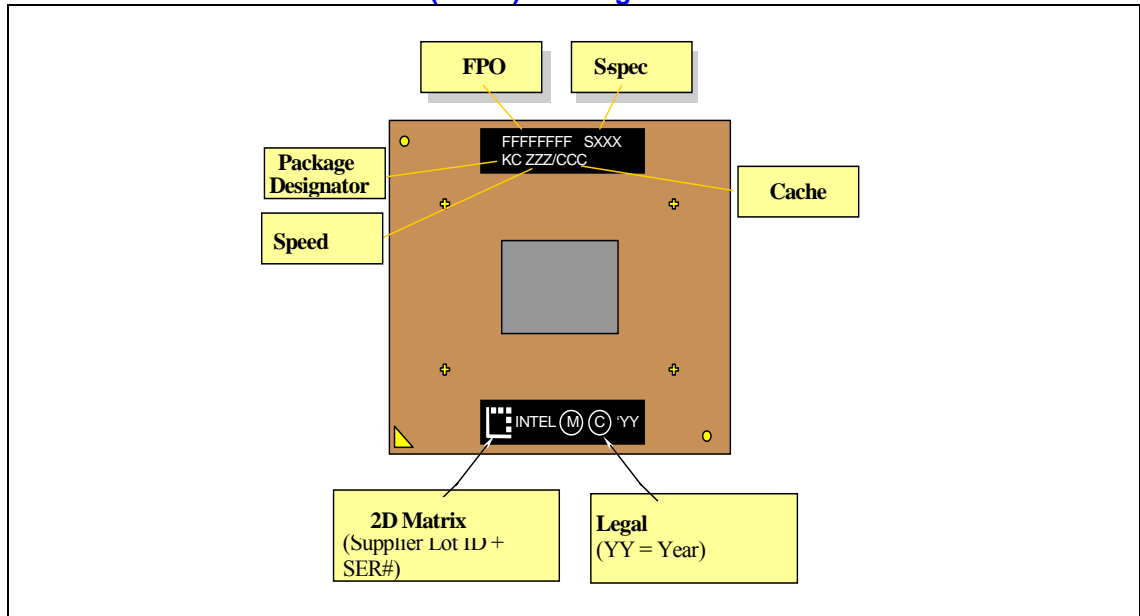 FPO
S-spec
FFFFFFFF SXXX
KC ZZZ/CCC
Package
Designator
Cache
Speed
INTEL M C 'YY
2D Matrix
(Supplier Lot ID +
SER#)
Legal
(YY = Year)